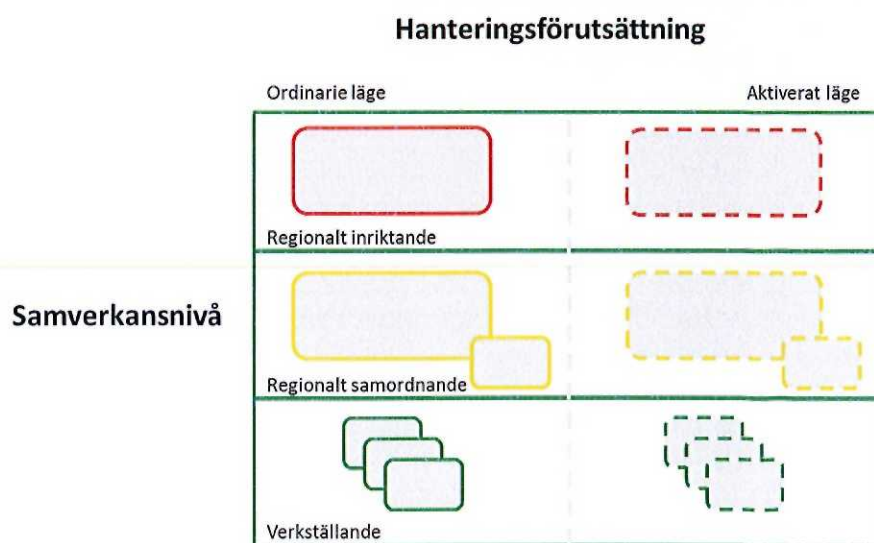 Hanteringsförutsättning
Ordinarie läge
Aktiverat läge
Regionalt inriktande
Samverkansnivå
Regionalt samordnande
Verkställande